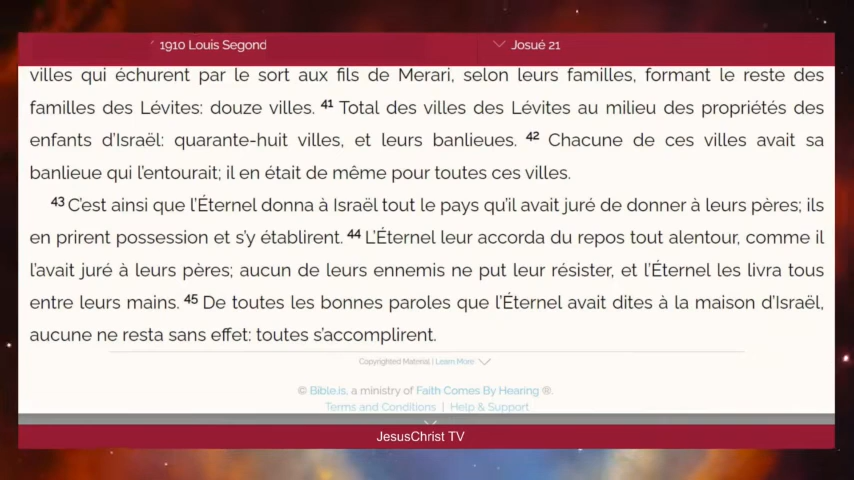 1910 Louis Segond
Josué 21
villes qui échurent par le sort aux fils de Merari, selon leurs familles, formant le reste des
familles des Lévites: douze villes. 41 Total des villes des Lévites au milieu des propriétés des
enfants d'Israël: quarante-huit villes, et leurs banlieues. 42 Chacune de ces villes avait sa
banlieue qui l'entourait; il en était de même pour toutes ces villes.
43 C'est ainsi que l'Éternel donna à Israël tout le pays qu'il avait juré de donner à leurs pères; ils
en prirent possession et s'y établirent. 44 L'Éternel leur accorda du repos tout alentour, comme il
l'avait juré à leurs pères; aucun de leurs ennemis ne put leur résister, et l'Éternel les livra tous
entre leurs mains. 45 De toutes les bonnes paroles que l'Éternel avait dites à la maison d'Israël,
aucune ne resta sans effet: toutes s'accomplirent.
Copyrighted Material | Learn More
© Bible.is, a ministry of Faith Comes By Hearing ®.
Terms and Conditions | Help & Support
JesusChrist TV